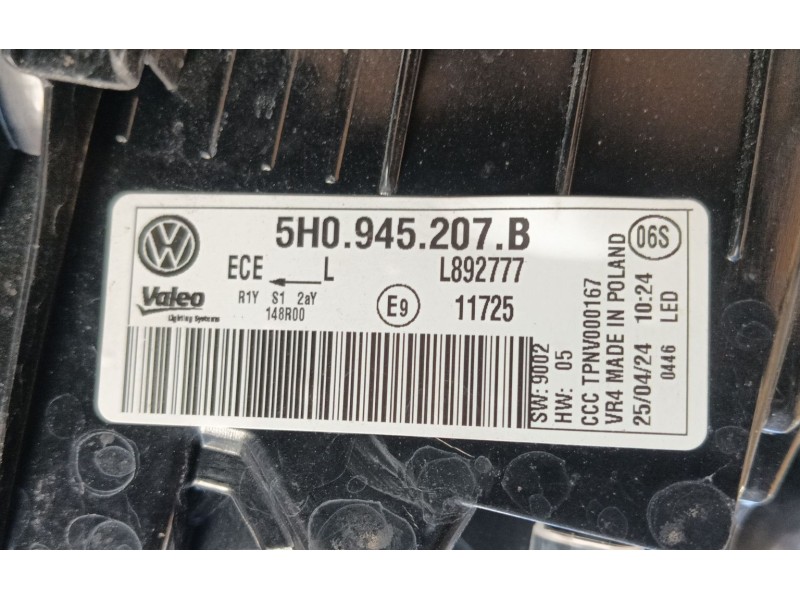 5H0.945.207.B
06S
ECE L L892777
R1Y S1 2aY
148R00
E9 11725
Valeo
Lighting Systems
SW: 9002
HW: 05
CCC TPNV000167
VR4 MADE IN POLAND
25/04/24 10:24
0446 LED